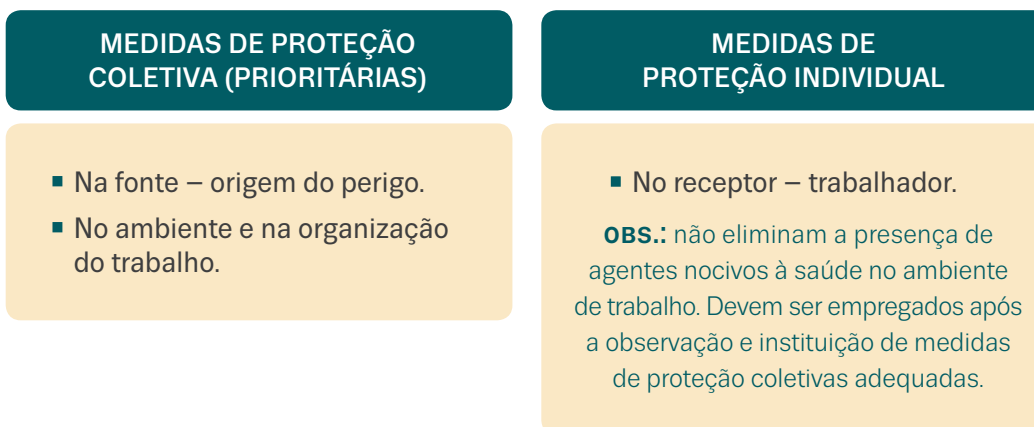 MEDIDAS DE PROTEÇÃO
COLETIVA (PRIORITÁRIAS)
▪ Na fonte – origem do perigo.
▪ No ambiente e na organização
do trabalho.
MEDIDAS DE
PROTEÇÃO INDIVIDUAL
▪ No receptor – trabalhador.
OBS.: não eliminam a presença de
agentes nocivos à saúde no ambiente
de trabalho. Devem ser empregados após
a observação e instituição de medidas
de proteção coletivas adequadas.